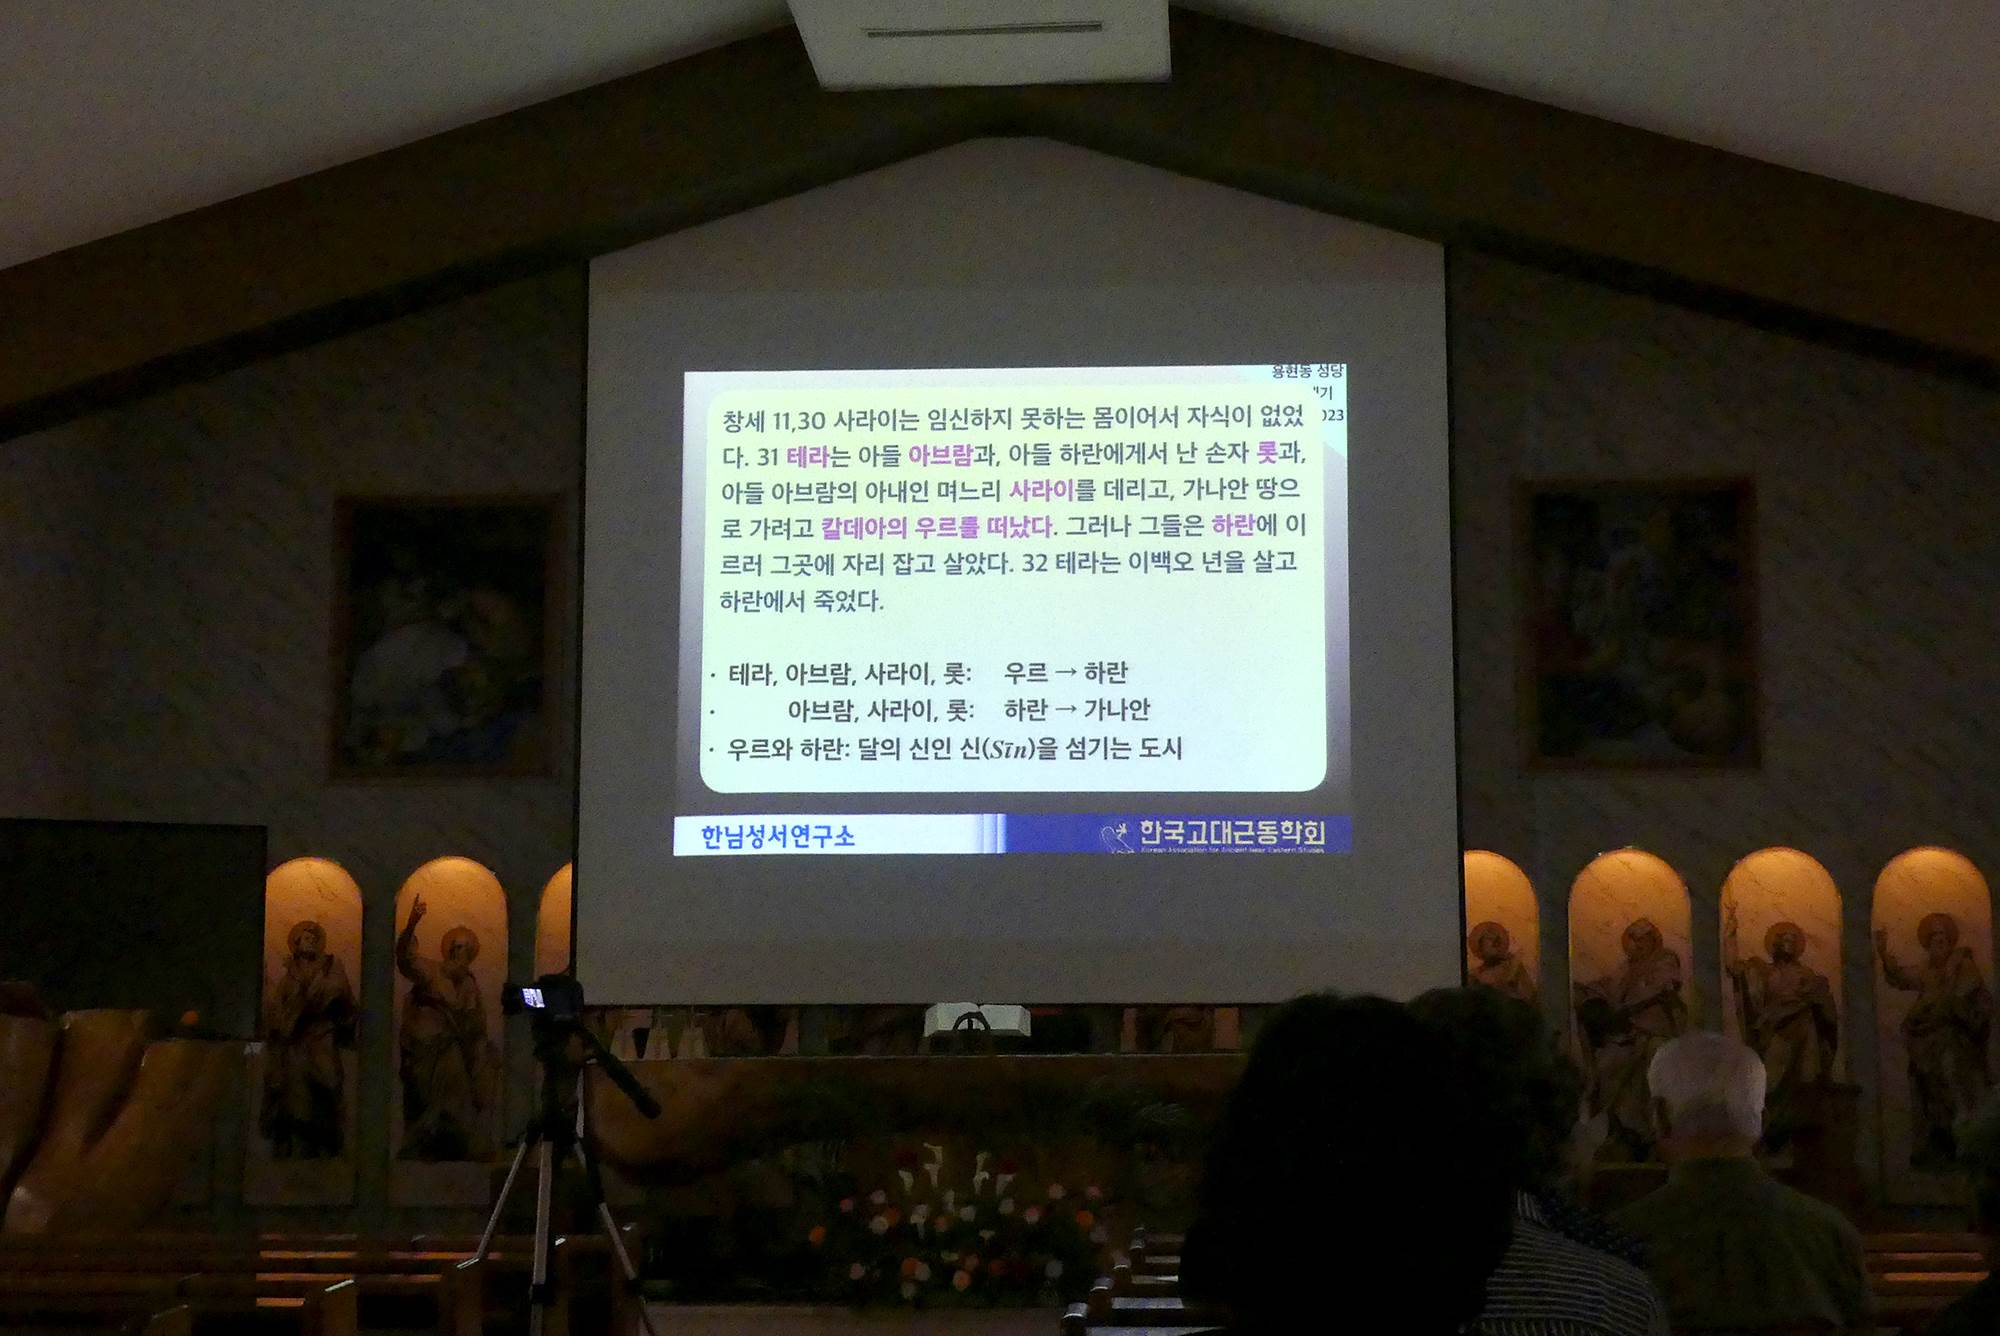 용현동 성당
기
023
창세 11,30 사라이는 임신하지 못하는 몸이어서 자식이 없었
다. 31 테라는 아들 아브람과, 아들 하란에게서 난 손자 롯과,
아들 아브람의 아내인 며느리 사라이를 데리고, 가나안 땅으
로 가려고 칼데아의 우르를 떠났다. 그러나 그들은 하란에 이
르러 그곳에 자리 잡고 살았다. 32 테라는 이백오 년을 살고
하란에서 죽었다.
· 테라, 아브람, 사라이, 롯: 우르 → 하란
· 아브람, 사라이, 롯: 하란 → 가나안
· 우르와 하란: 달의 신인 신(Sīn)을 섬기는 도시
한님성서연구소
한국고대근동학회
Korean Association for Ancient Near Eastern Studies